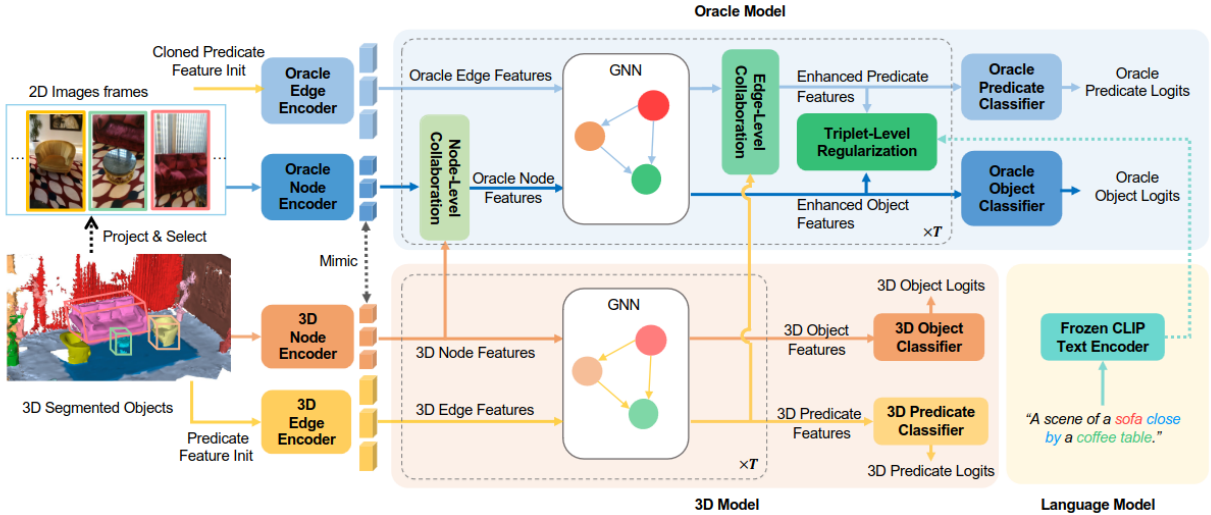 Oracle Model
Cloned Predicate
Feature Init
2D Images frames
Oracle
Edge
Encoder
Oracle Edge Features
GNN
Edge-Level
Collaboration
Enhanced Predicate
Features
Oracle
Predicate
Classifier
Oracle
Predicate Logits
Triplet-Level
Regularization
Node-Level
Collaboration
Oracle
Node
Encoder
Oracle Node
Features
Enhanced Object
Features
Oracle
Object
Classifier
Oracle
Object Logits
×T
Project & Select
Mimic
3D
Node
Encoder
3D Node Features
GNN
3D Object
Features
3D Object Logits
3D Object
Classifier
Frozen CLIP
Text Encoder
3D Segmented Objects
Predicate
Feature Init
3D
Edge
Encoder
3D Edge Features
3D Predicate
Features
3D Predicate
Classifier
3D Predicate Logits
“A scene of a sofa close
by a coffee table.”
×T
3D Model
Language Model